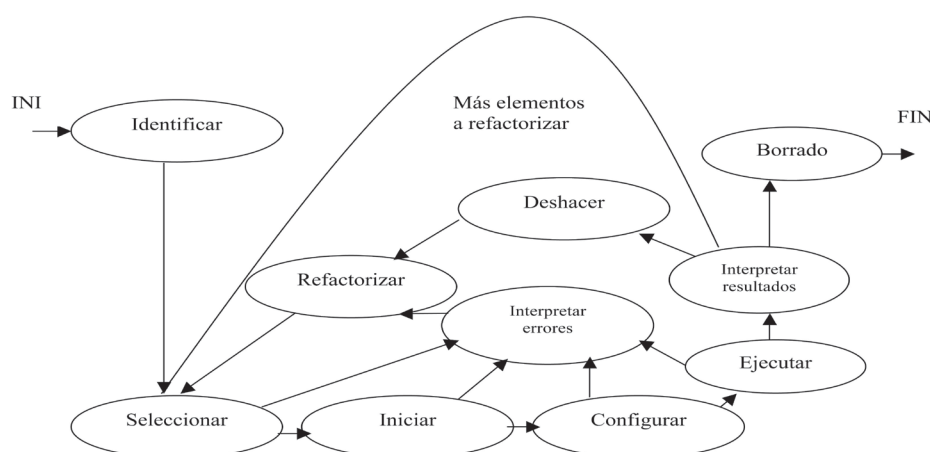 INI
Identificar
Más elementos
a refactorizar
FIN
Borrado
Deshacer
Refactorizar
Interpretar
resultados
Interpretar
errores
Ejecutar
Seleccionar
Iniciar
Configurar